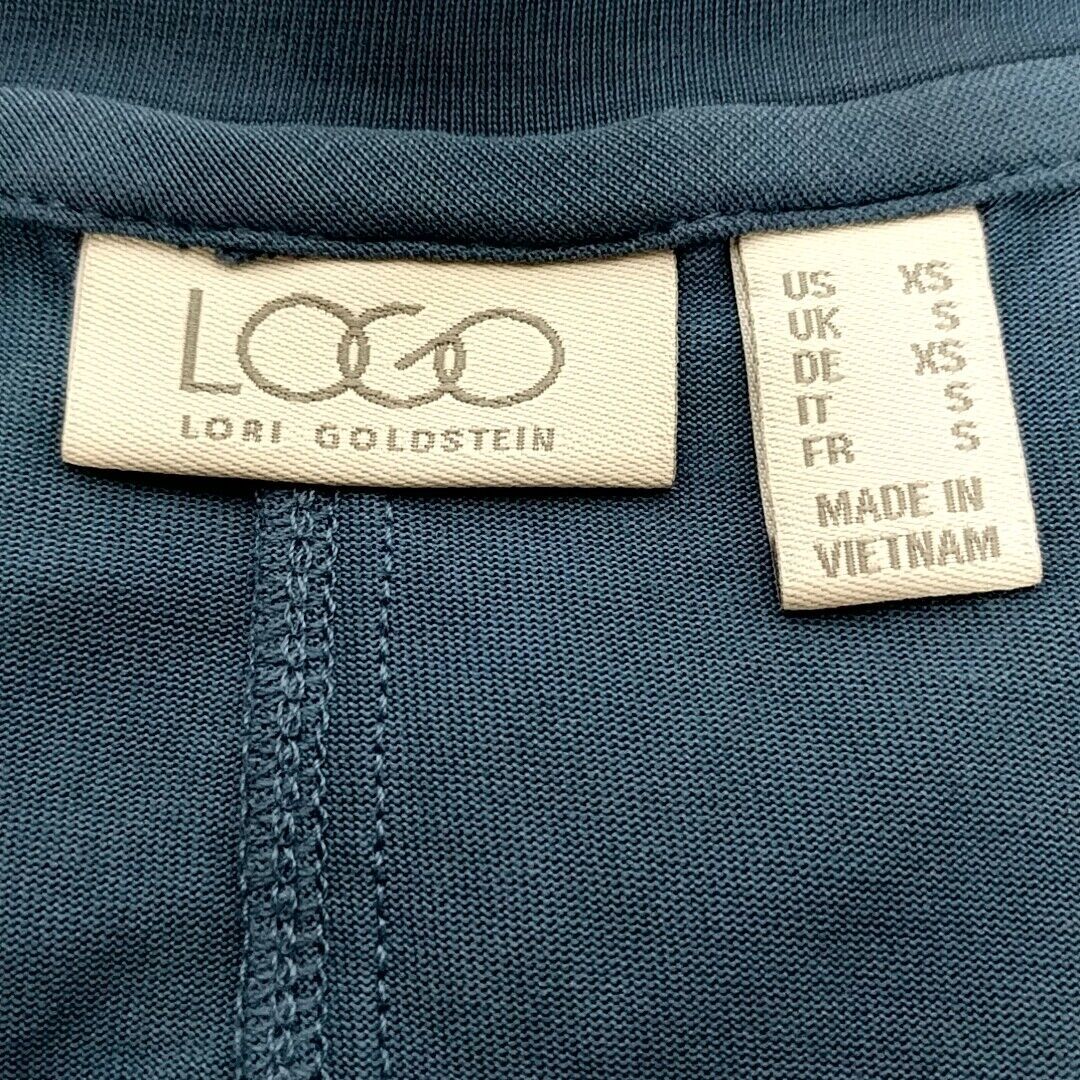 LOGO
LORI GOLDSTEIN
US XS
UK S
DE XS
IT S
FR S
MADE IN
VIETNAM